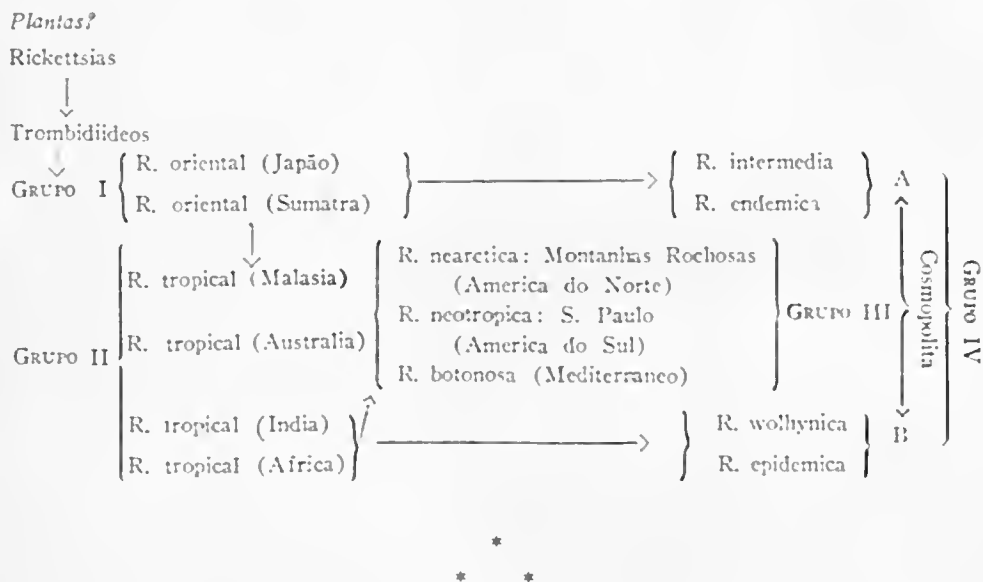 Plantas?
Rickettsias
Trombidiideos
GRUPO I
R. oriental (Japão)
R. oriental (Sumatra)
R. intermedia
R. endemica
A
GRUPO II
R. tropical (Malasia)
R. tropical (Australia)
R. tropical (India)
R. tropical (Africa)
R. nearctica: Montanhas Rochosas
(America do Norte)
R. neotropica: S. Paulo
(America do Sul)
R. botonosa (Mediterraneo)
GRUPO III
R. wolhynica
R. epidemica
B
Cosmopolita
GRUPO IV
* 
* *